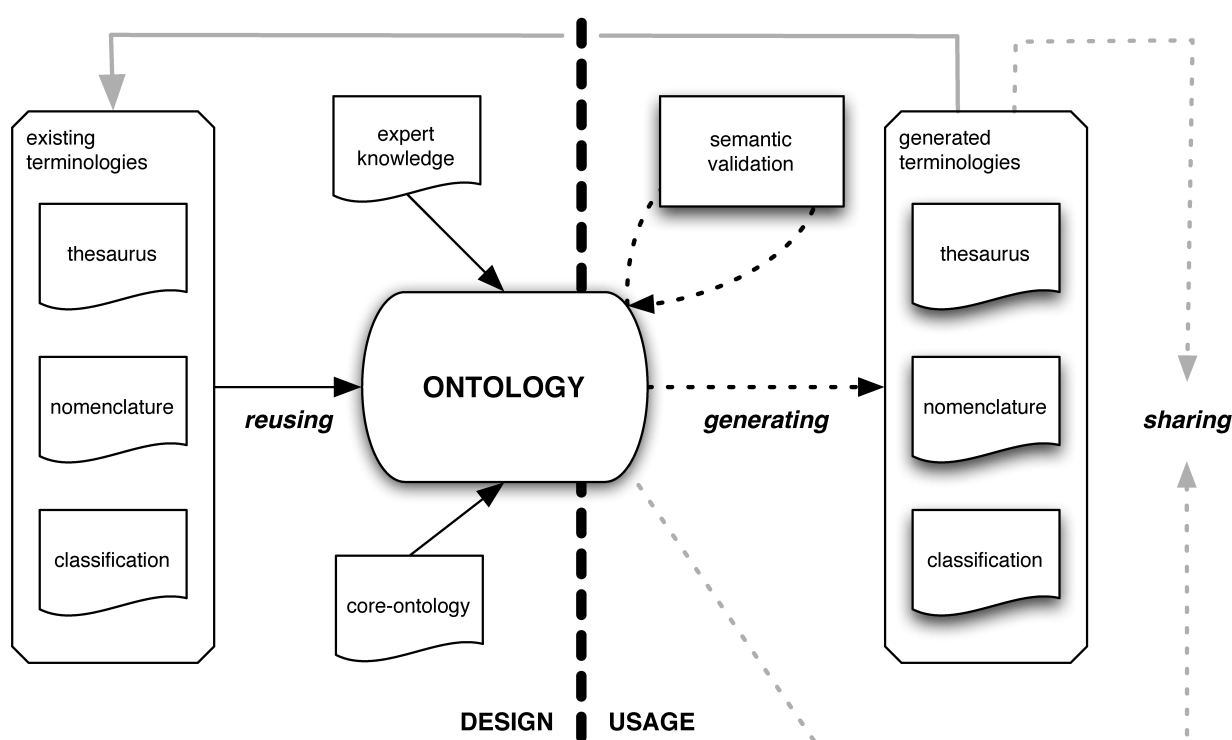 existing
terminologies
thesaurus
nomenclature
classification
reusing
expert
knowledge
ONTOLOGY
core-ontology
DESIGN
USAGE
semantic
validation
generating
generated
terminologies
thesaurus
nomenclature
classification
sharing